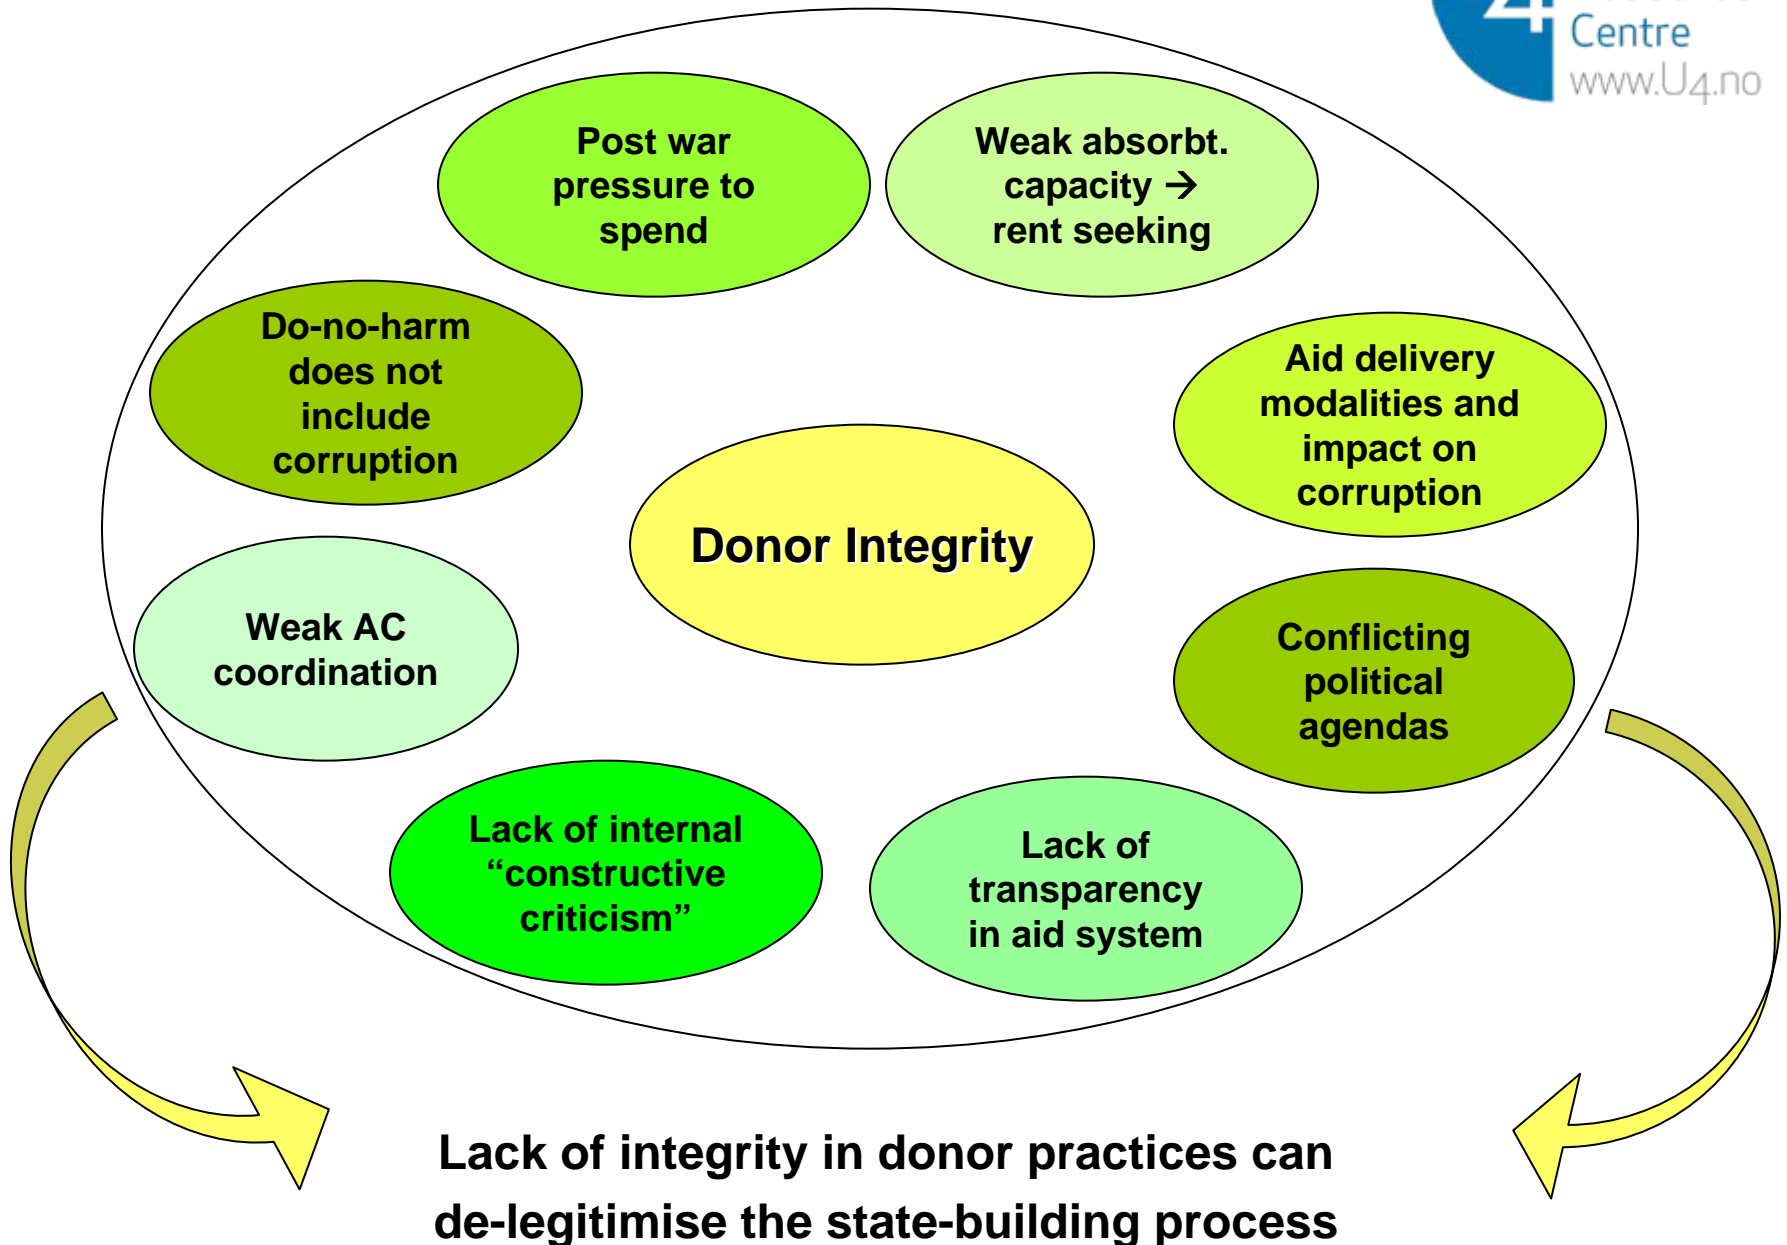 Centre
www.U4.no
Post war
pressure to
spend
Weak absorbt.
capacity →
rent seeking
Do-no-harm
does not
include
corruption
Aid delivery
modalities and
impact on
corruption
Donor Integrity
Weak AC
coordination
Conflicting
political
agendas
Lack of internal
“constructive
criticism”
Lack of
transparency
in aid system
Lack of integrity in donor practices can
de-legitimise the state-building process